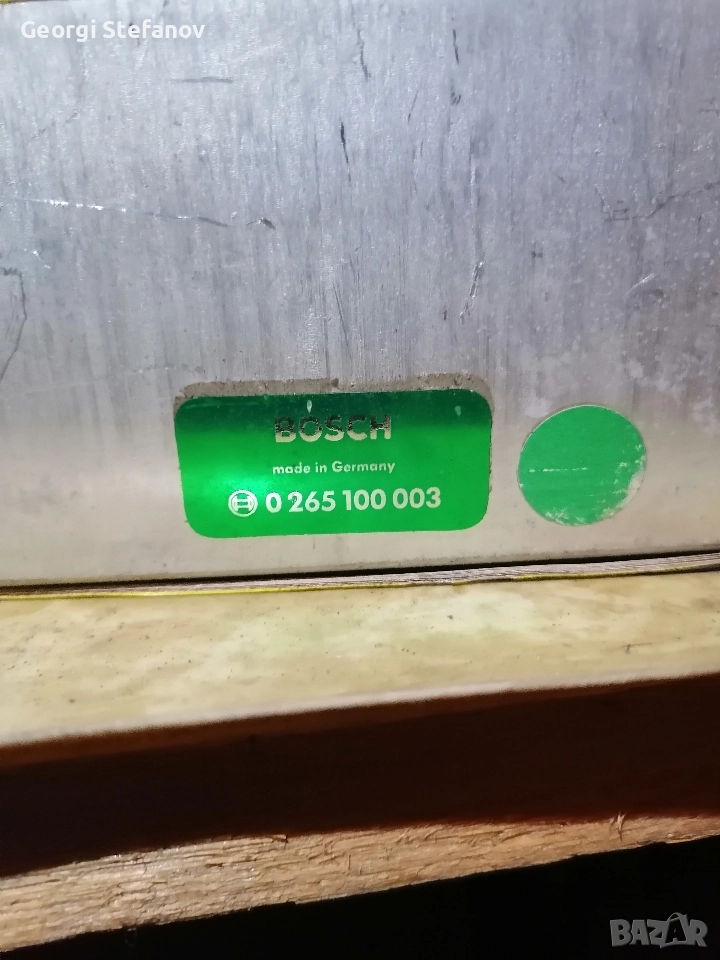 Georgi Stefanov
BOSCH
made in Germany
0 265 100 003
BAZAR